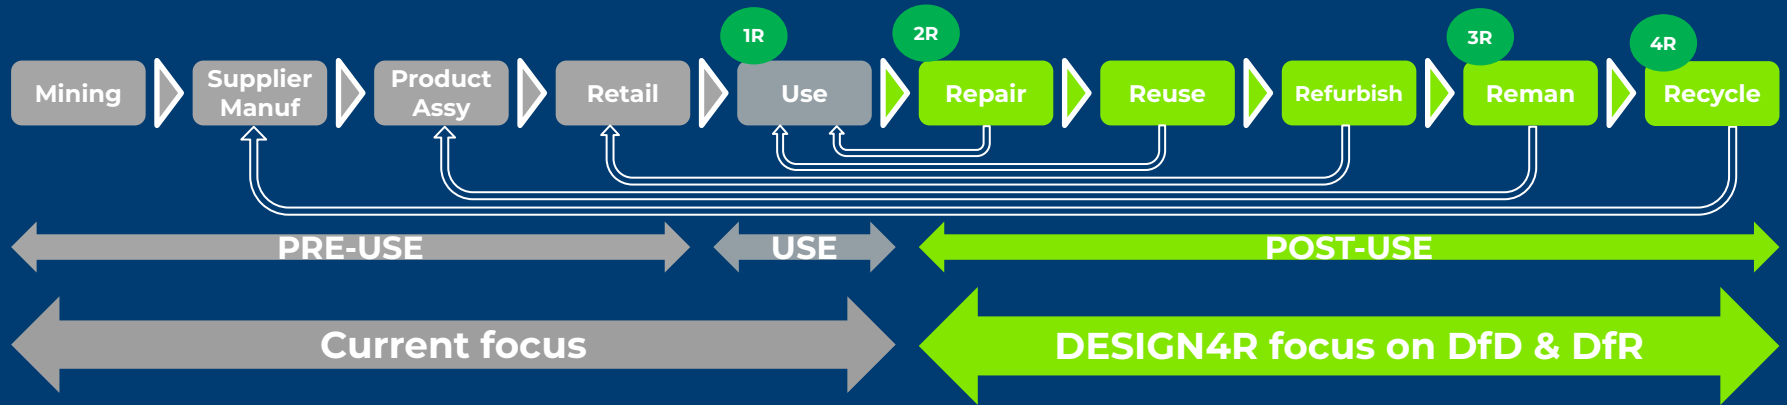 1R
2R
3R
4R
Mining
Supplier
Manuf
Product
Assy
Retail
Use
Repair
Reuse
Refurbish
Reman
Recycle
PRE-USE
USE
POST-USE
Current focus
DESIGN4R focus on DfD & DfR